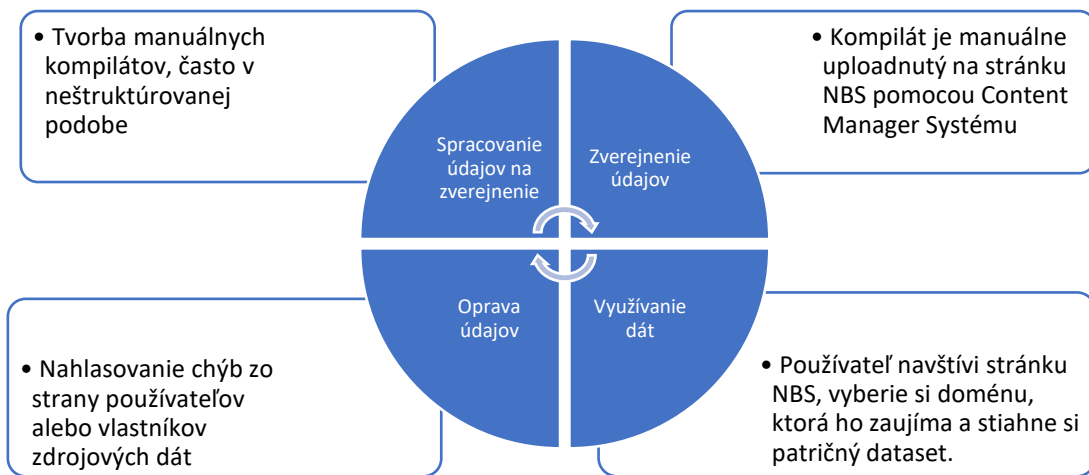 • Tvorba manuálnych
kompilátov, často v
neštruktúrovanej
podobe
• Kompilát je manuálne
uploadnutý na stránku
NBS pomocou Content
Manager Systému
Spracovanie
údajov na
zverejnenie
Zverejnenie
údajov
Oprava
údajov
Využívanie
dát
• Nahlasovanie chýb zo
strany používateľov
alebo vlastníkov
zdrojových dát
• Používateľ navštívi stránku
NBS, vyberie si doménu,
ktorá ho zaujíma a stiahne si
patričný dataset.